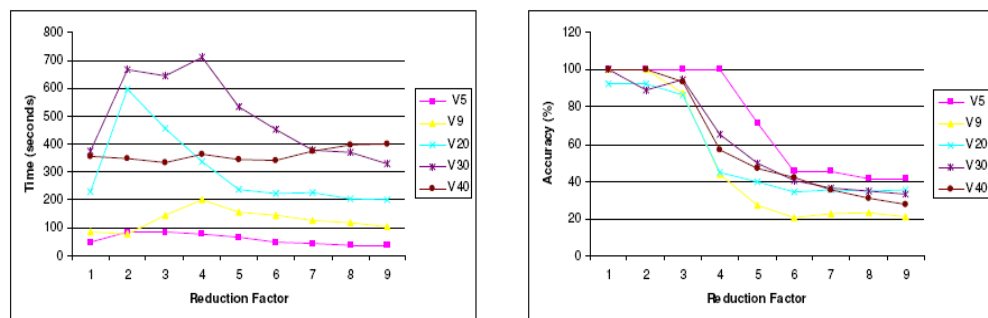 800
700
600
500
400
300
200
100
0
Time (seconds)
1 2 3 4 5 6 7 8 9
Reduction Factor
V5
V9
V20
V30
V40
120
100
80
60
40
20
0
Accuracy (%)
1 2 3 4 5 6 7 8 9
Reduction Factor
V5
V9
V20
V30
V40